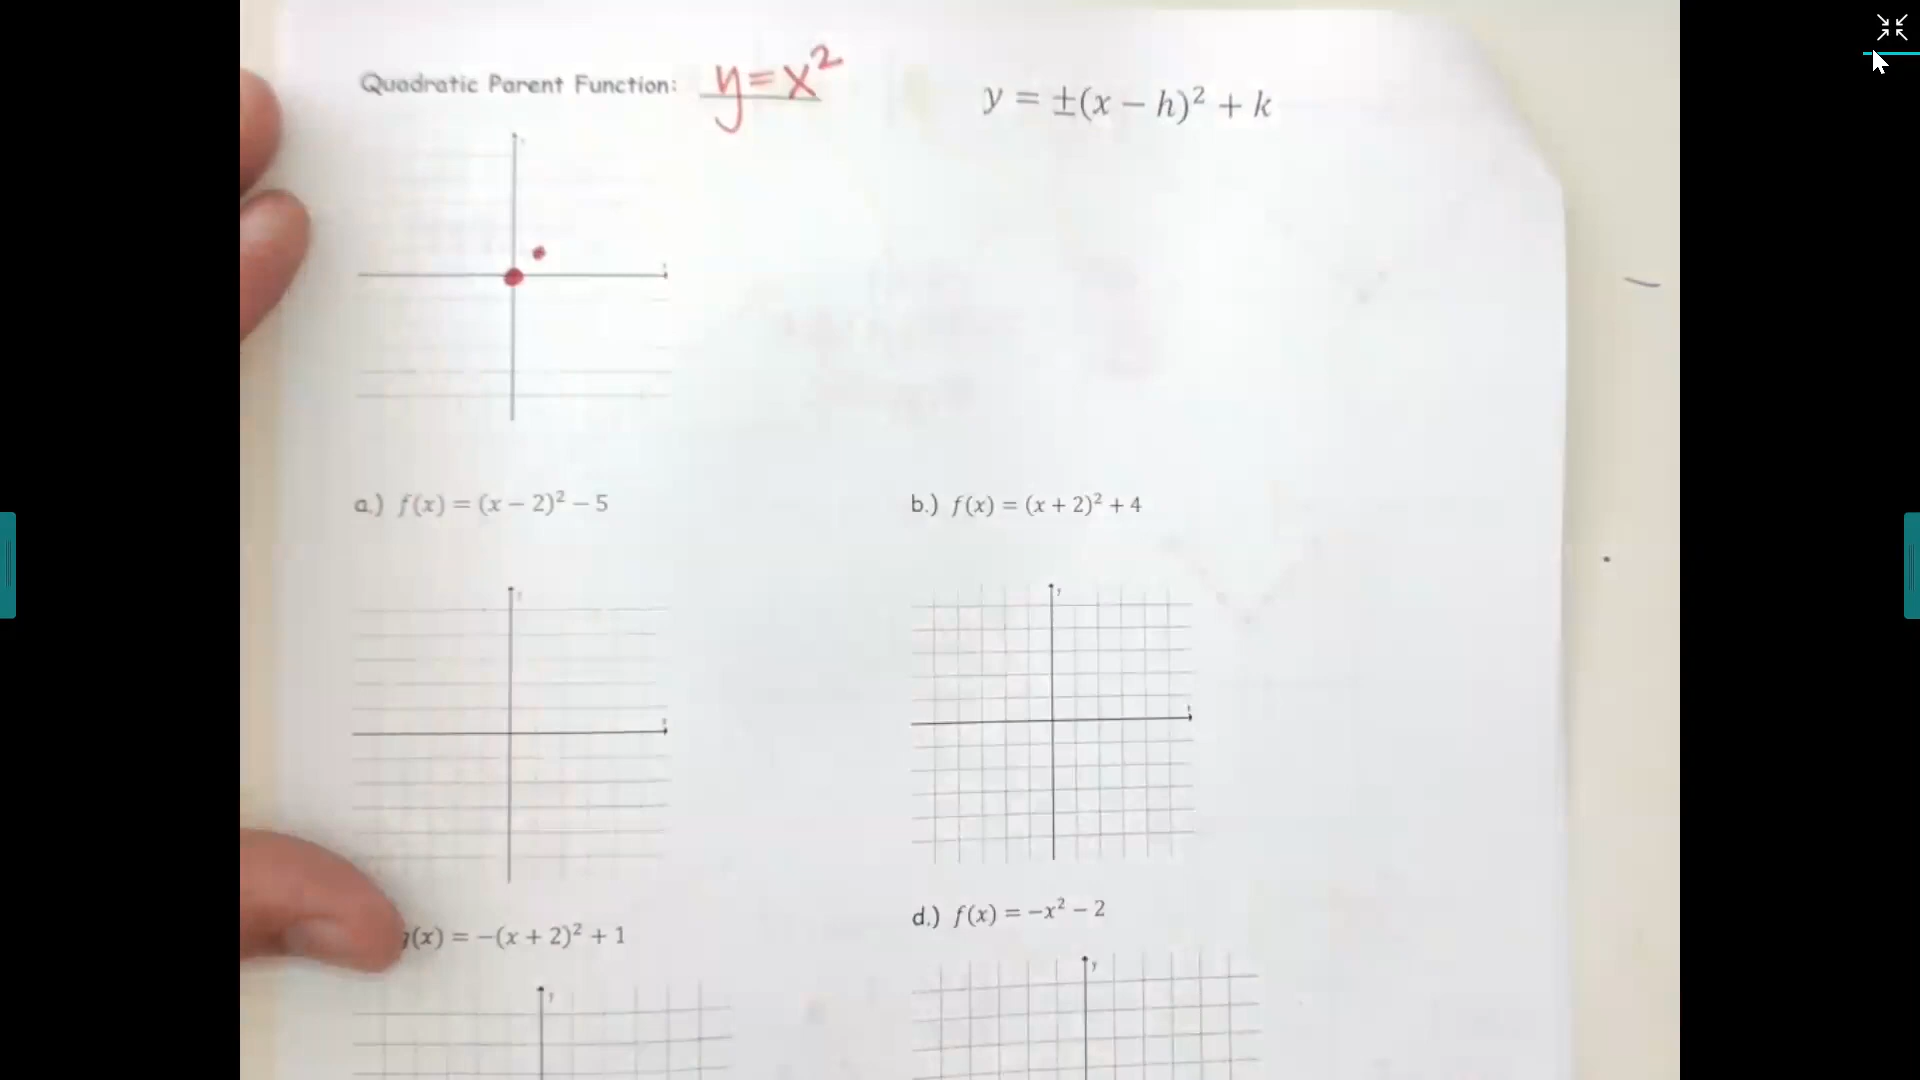 Quadratic Parent Function: y=x²
y = ±(x − h)² + k
a.) f(x) = (x − 2)² − 5
b.) f(x) = (x + 2)² + 4
(x) = −(x + 2)² + 1
d.) f(x) = −x² − 2
y
y
y
y